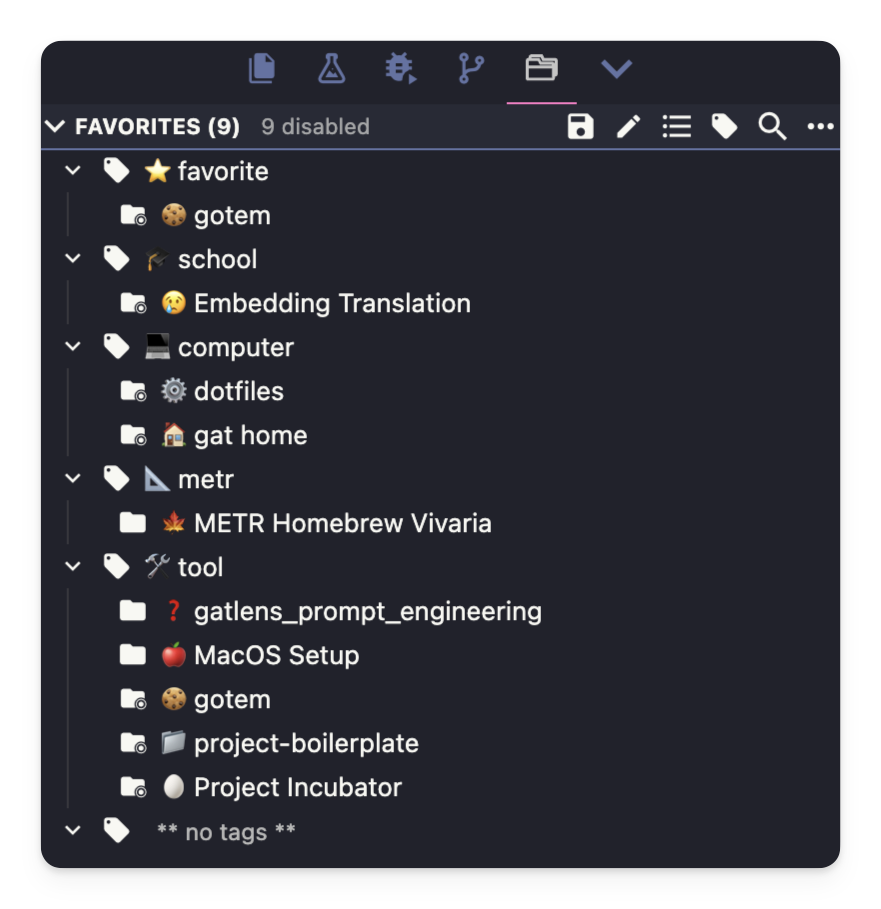 FAVORITES (9) 9 disabled
favorite
gotem
school
Embedding Translation
computer
dotfiles
gat home
metr
METR Homebrew Vivaria
tool
gatlens_prompt_engineering
MacOS Setup
gotem
project-boilerplate
Project Incubator
** no tags **